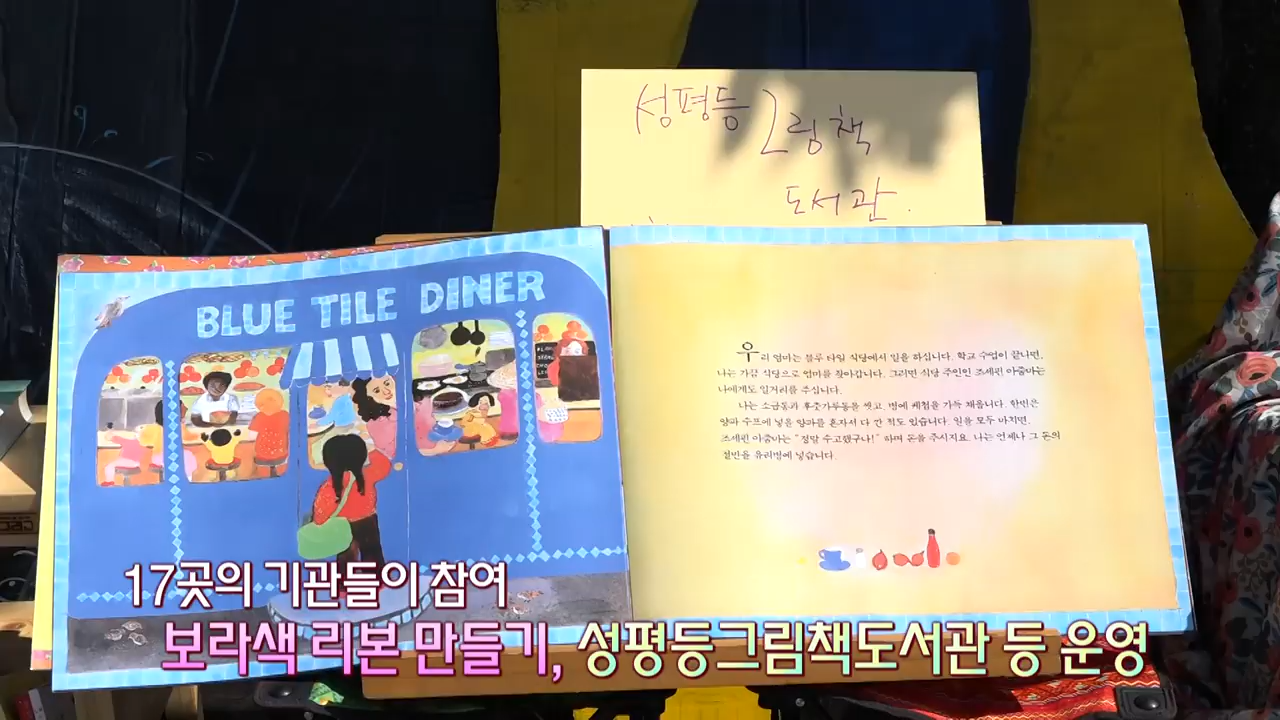 성평등 그림책
도서관.
BLUE TILE DINER
우리 엄마는 블루 타일 식당에서 일을 하십니다. 학교 수업이 끝나면,
나는 가끔 식당으로 엄마를 찾아갑니다. 그러면 식당 주인인 조세핀 아줌마는
나에게도 일거리를 주십니다.
나는 소금통과 후춧가루통을 씻고, 병에 케첩을 가득 채웁니다. 한번은
양파 수프에 넣을 양파를 혼자서 다 깐 적도 있습니다. 일을 모두 마치면,
조세핀 아줌마는 "정말 수고했구나!" 하며 돈을 주시지요. 나는 언제나 그 돈의
절반을 유리병에 넣습니다.
17곳의 기관들이 참여
보라색 리본 만들기, 성평등그림책도서관 등 운영